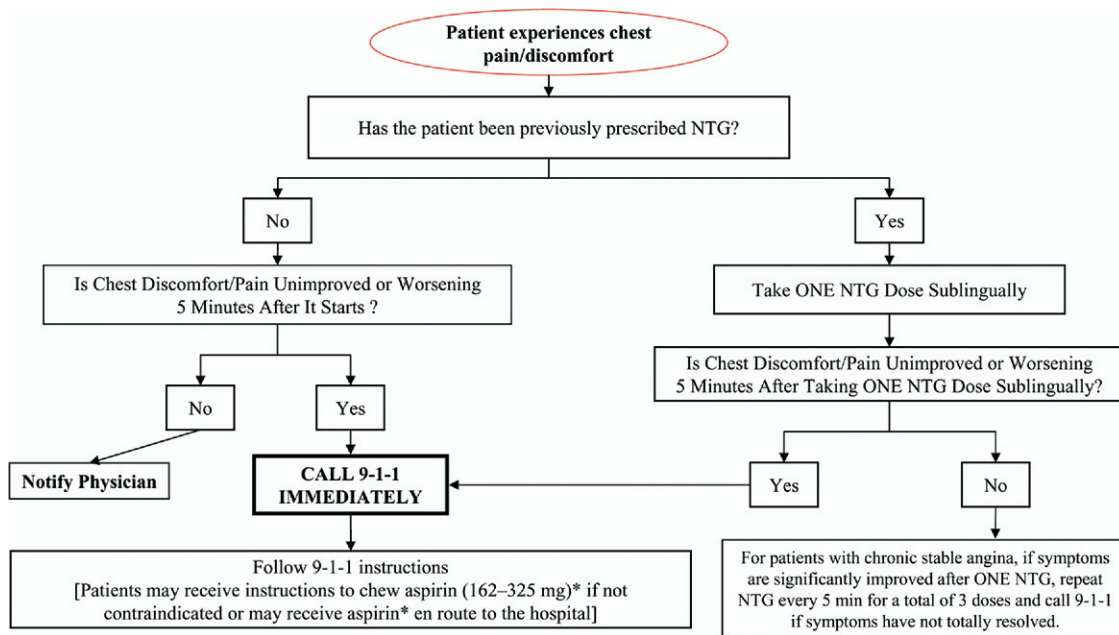 Patient experiences chest
pain/discomfort
Has the patient been previously prescribed NTG?
No
Yes
Is Chest Discomfort/Pain Unimproved or Worsening
5 Minutes After It Starts ?
Take ONE NTG Dose Sublingually
Is Chest Discomfort/Pain Unimproved or Worsening
5 Minutes After Taking ONE NTG Dose Sublingually?
No
Yes
Notify Physician
CALL 9-1-1
IMMEDIATELY
Yes
No
Follow 9-1-1 instructions
[Patients may receive instructions to chew aspirin (162–325 mg)* if not
contraindicated or may receive aspirin* en route to the hospital]
For patients with chronic stable angina, if symptoms
are significantly improved after ONE NTG, repeat
NTG every 5 min for a total of 3 doses and call 9-1-1
if symptoms have not totally resolved.